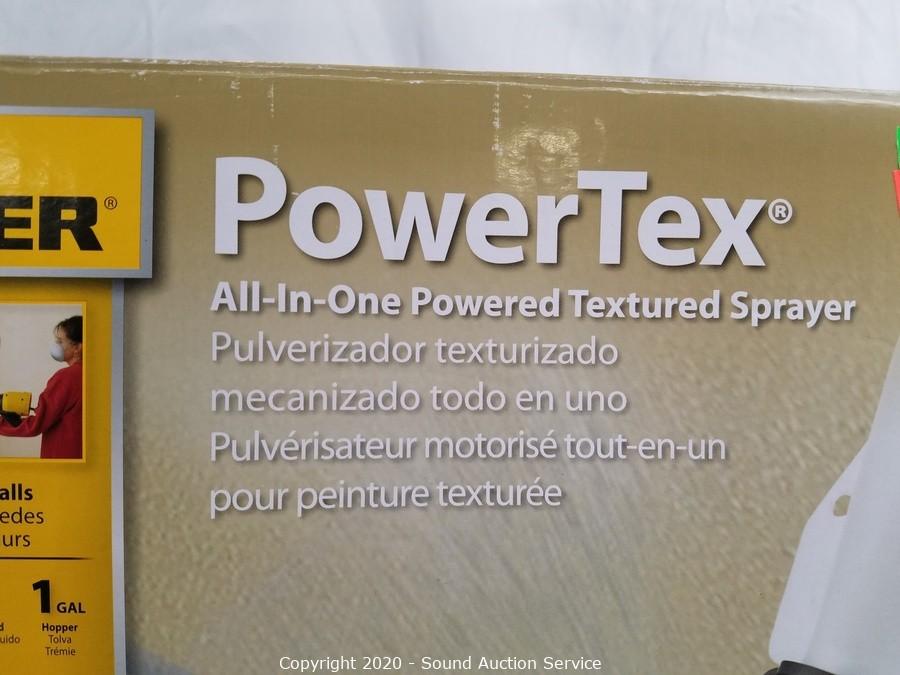 ER®
PowerTex®
All-In-One Powered Textured Sprayer
Pulverizador texturizado
mecanizado todo en uno
Pulvérisateur motorisé tout-en-un
pour peinture texturée
alls
edes
urs
1 GAL
Hopper
Tolva
Trémie
d
uido
Copyright 2020 - Sound Auction Service